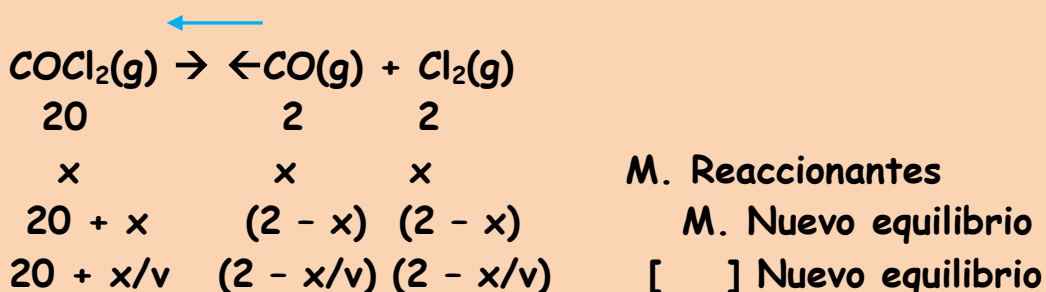 COCl₂(g) → ←CO(g) + Cl₂(g)
20 2 2
x x x M. Reaccionantes
20 + x (2 – x) (2 – x) M. Nuevo equilibrio
20 + x/v (2 – x/v) (2 – x/v) [ ] Nuevo equilibrio